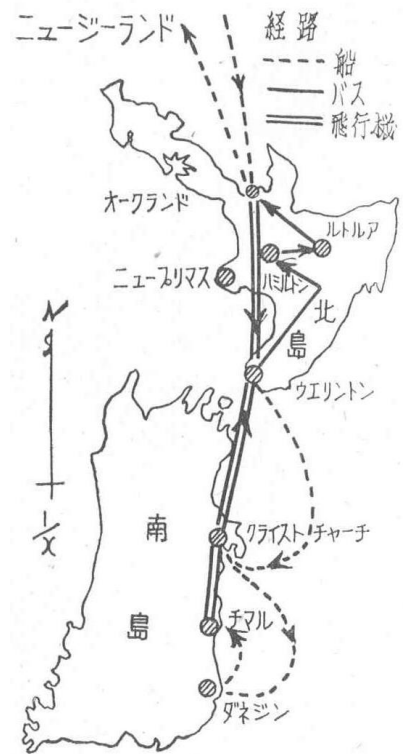 ニュージーランド
経路
船
バス
飛行機
オークランド
ルトルア
ハミルトン
ニュープリマス
北島
ウエリントン
N
S
1/X
南島
クライストチャーチ
チマル
ダネジン